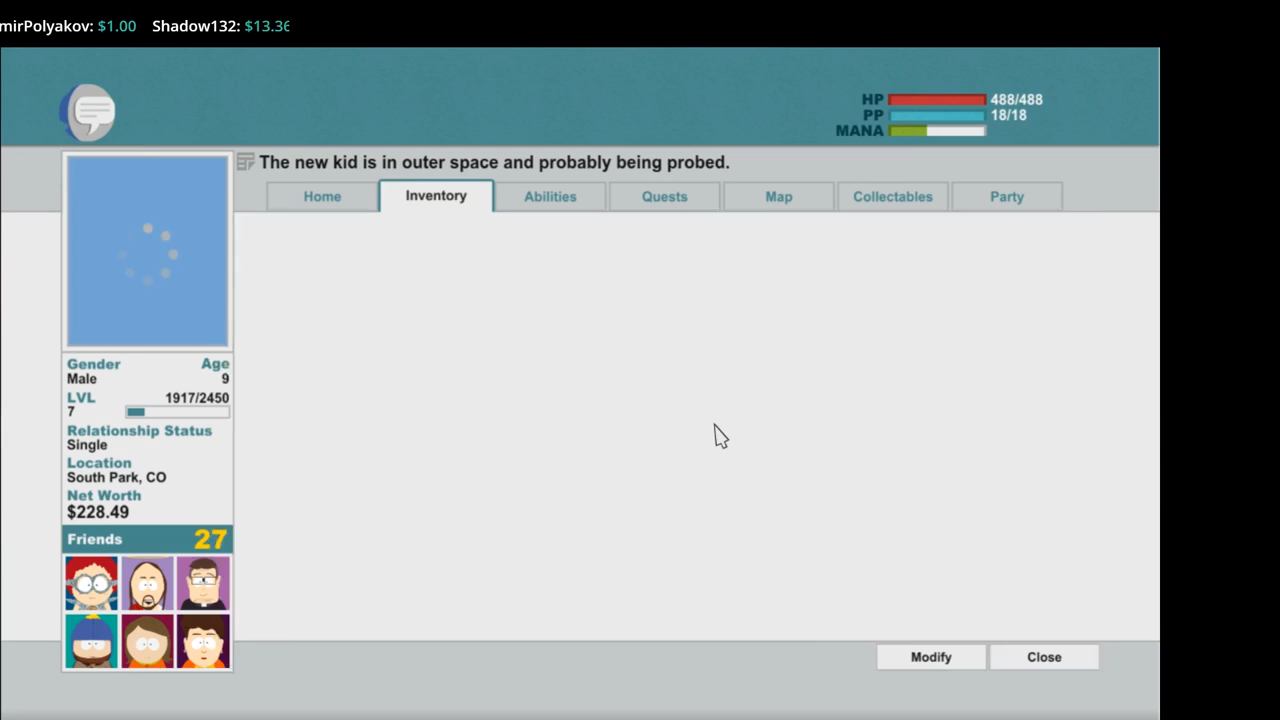 mirPolyakov: $1.00 Shadow132: $13.36
HP 488/488
PP 18/18
MANA
The new kid is in outer space and probably being probed.
Home Inventory Abilities Quests Map Collectables Party
Gender Age
Male 9
LVL 1917/2450
7
Relationship Status
Single
Location
South Park, CO
Net Worth
$228.49
Friends 27
Modify Close